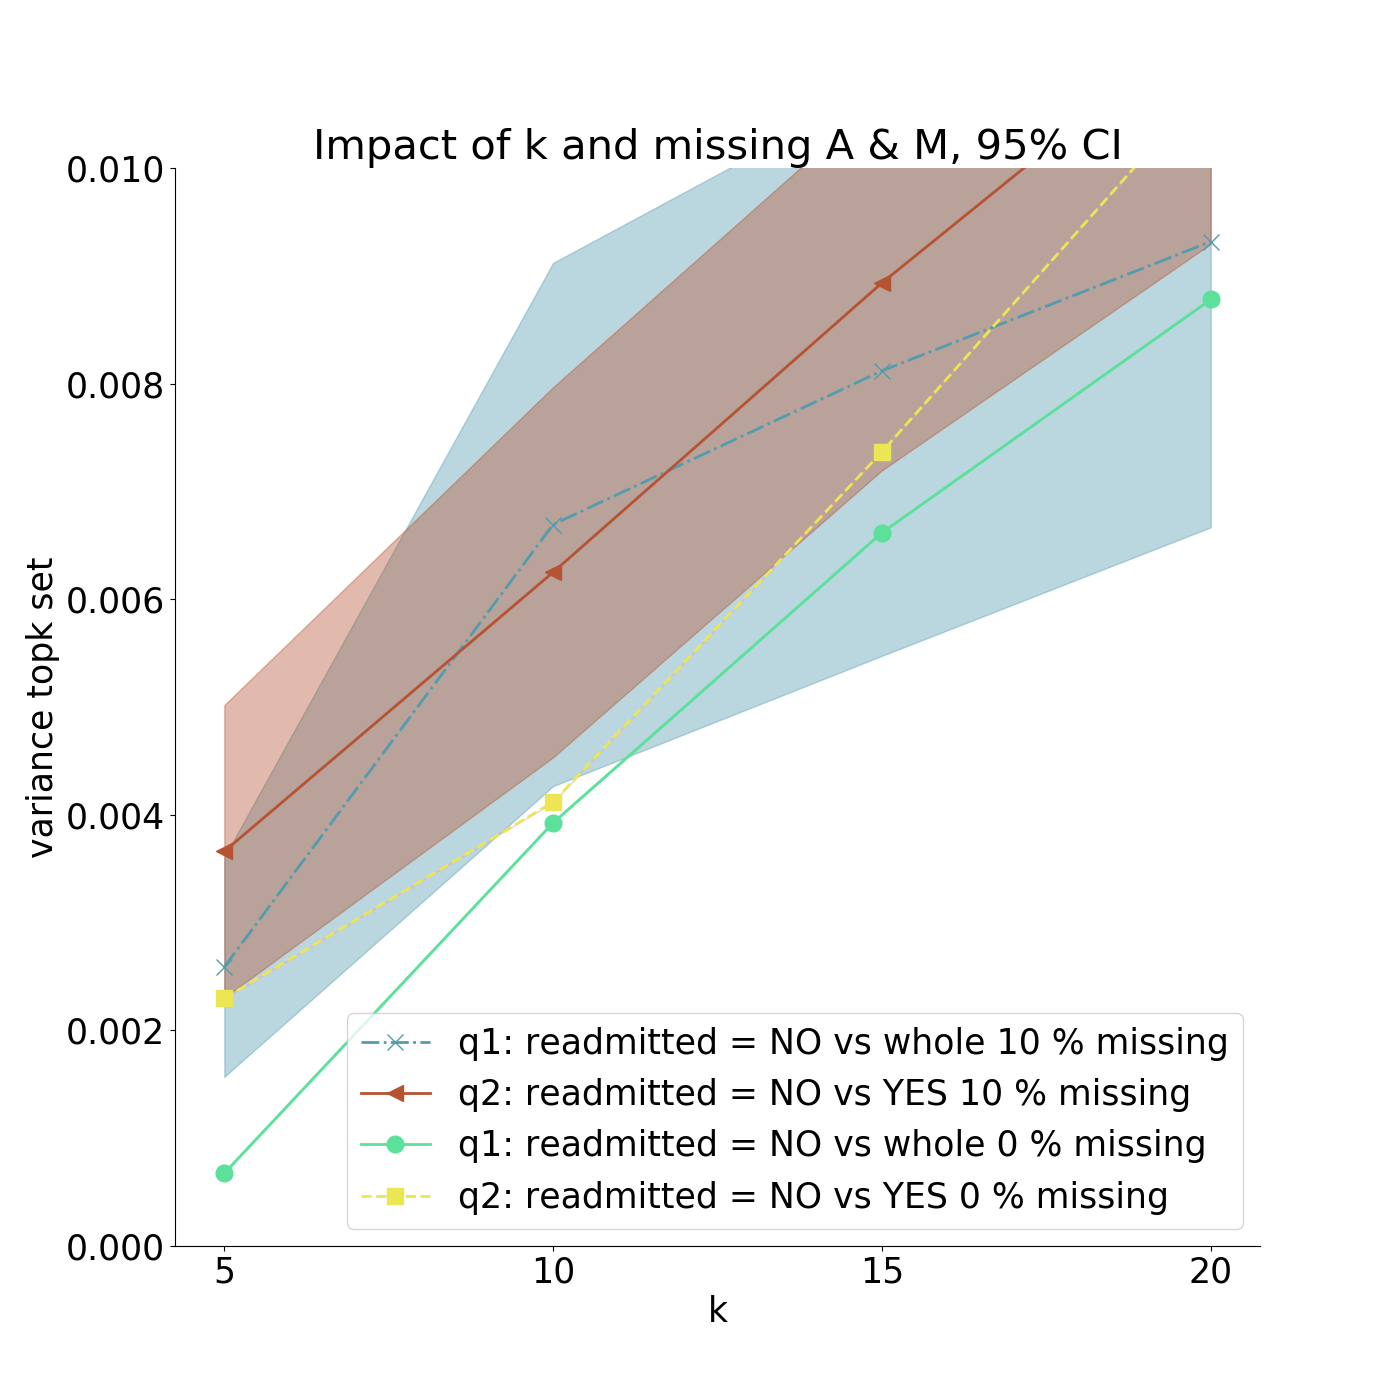 Impact of k and missing A & M, 95% CI
0.010
0.008
0.006
0.004
0.002
0.000
variance topk set
q1: readmitted = NO vs whole 10 % missing
q2: readmitted = NO vs YES 10 % missing
q1: readmitted = NO vs whole 0 % missing
q2: readmitted = NO vs YES 0 % missing
5 10 15 20
k